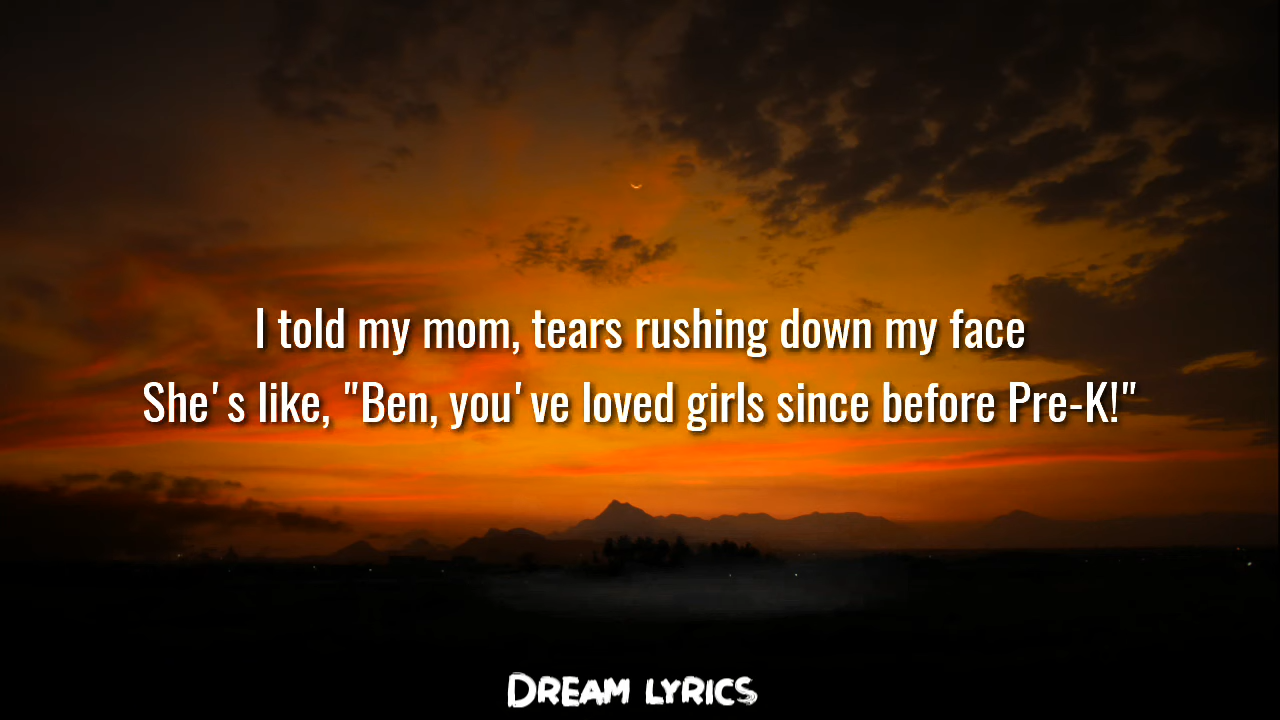 I told my mom, tears rushing down my face
She's like, "Ben, you've loved girls since before Pre-K!"
DREAM LYRICS